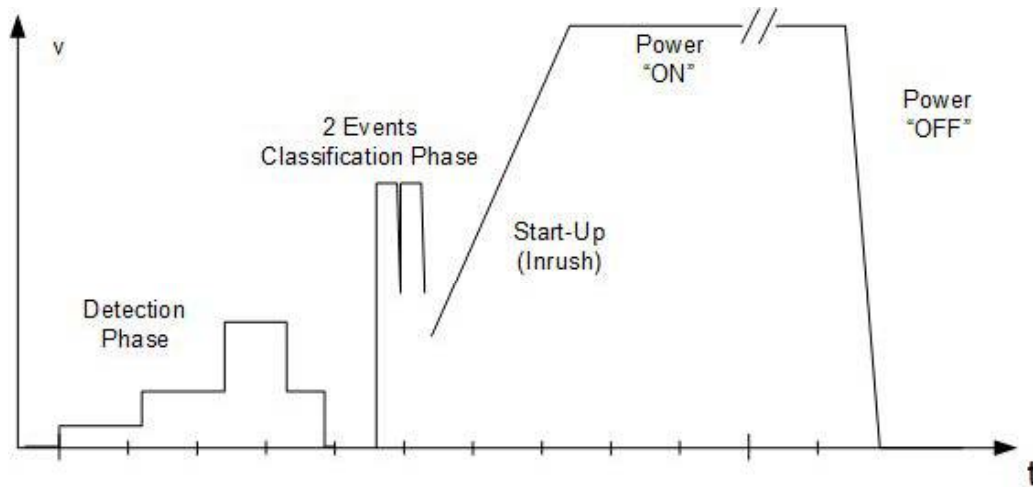 v
Power
“ON”
Power
“OFF”
2 Events
Classification Phase
Start-Up
(Inrush)
Detection
Phase
t